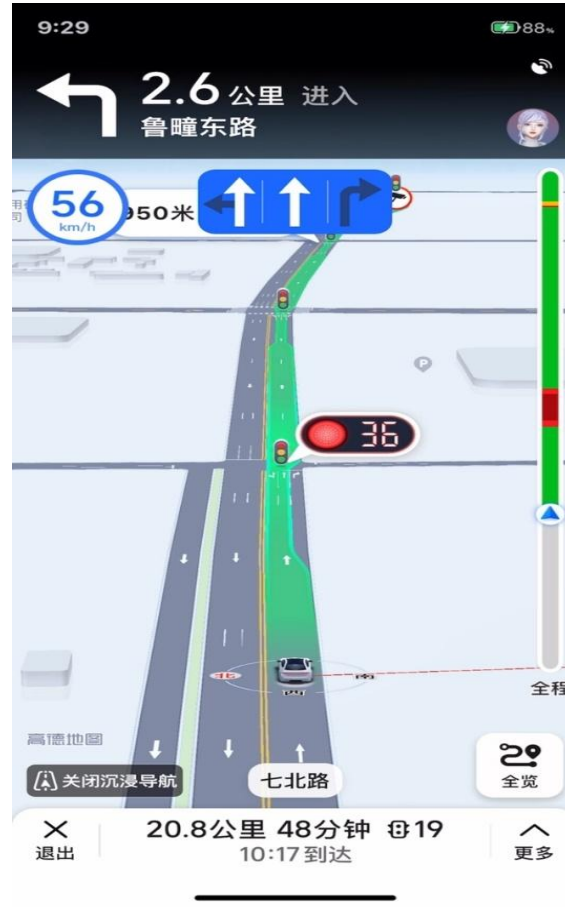 9:29
88%
2.6 公里 进入
鲁疃东路
56
km/h
950米
P
36
北
西
南
全程
高德地图
关闭沉浸导航
七北路
全览
退出
20.8公里 48分钟 19
10:17到达
更多